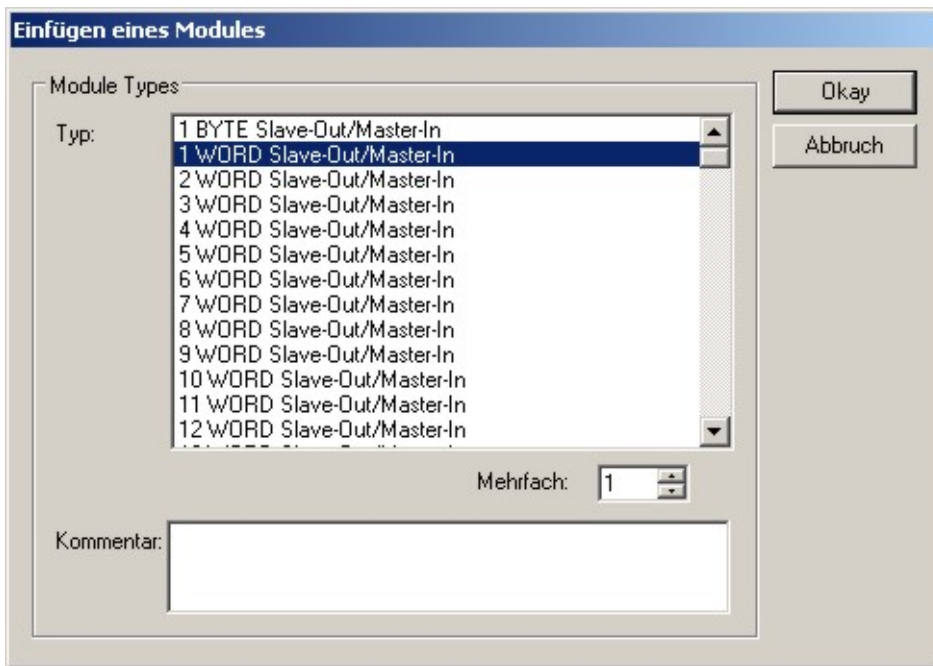 Einfügen eines Modules
Module Types
Okay
Typ:
1 BYTE Slave-Out/Master-In
Abbruch
1 WORD Slave-Out/Master-In
2 WORD Slave-Out/Master-In
3 WORD Slave-Out/Master-In
4 WORD Slave-Out/Master-In
5 WORD Slave-Out/Master-In
6 WORD Slave-Out/Master-In
7 WORD Slave-Out/Master-In
8 WORD Slave-Out/Master-In
9 WORD Slave-Out/Master-In
10 WORD Slave-Out/Master-In
11 WORD Slave-Out/Master-In
12 WORD Slave-Out/Master-In
Mehrfach: 1
Kommentar: